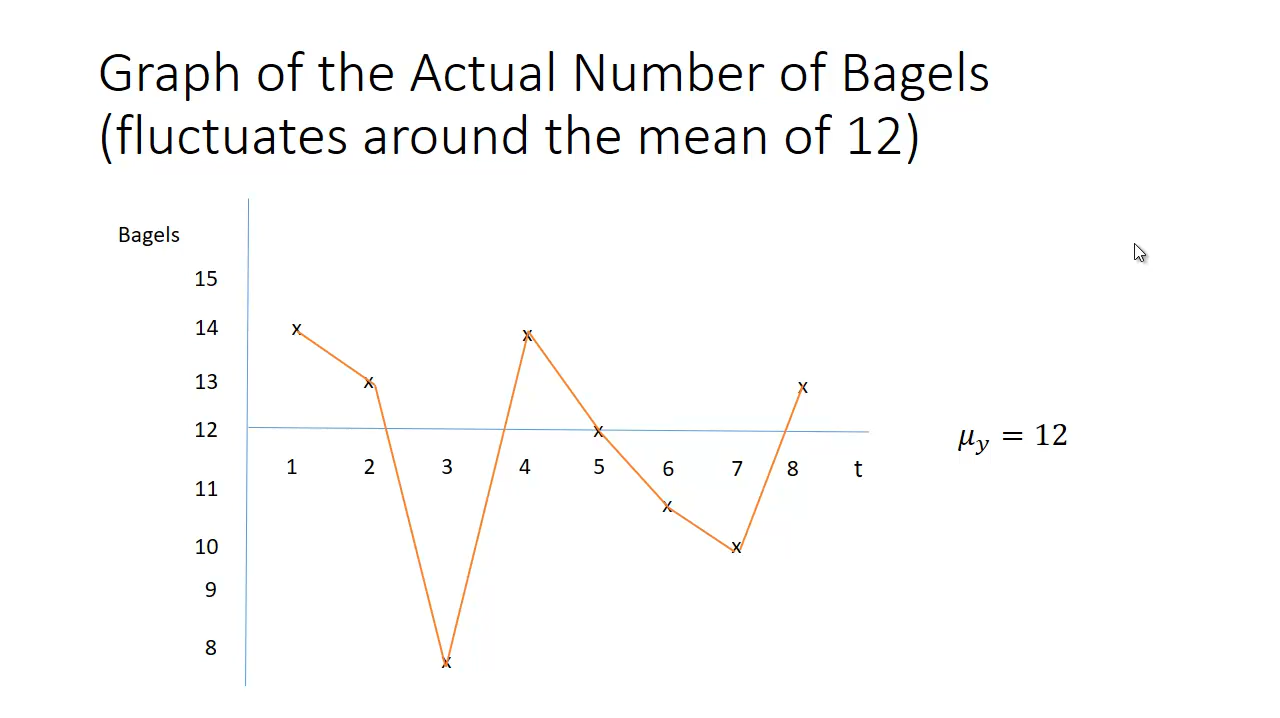 Graph of the Actual Number of Bagels
(fluctuates around the mean of 12)
Bagels
15
14
13
12
1 2 3 4 5 6 7 8 t
11
10
9
8
x
x
x
x
x
x
x
x
μy = 12